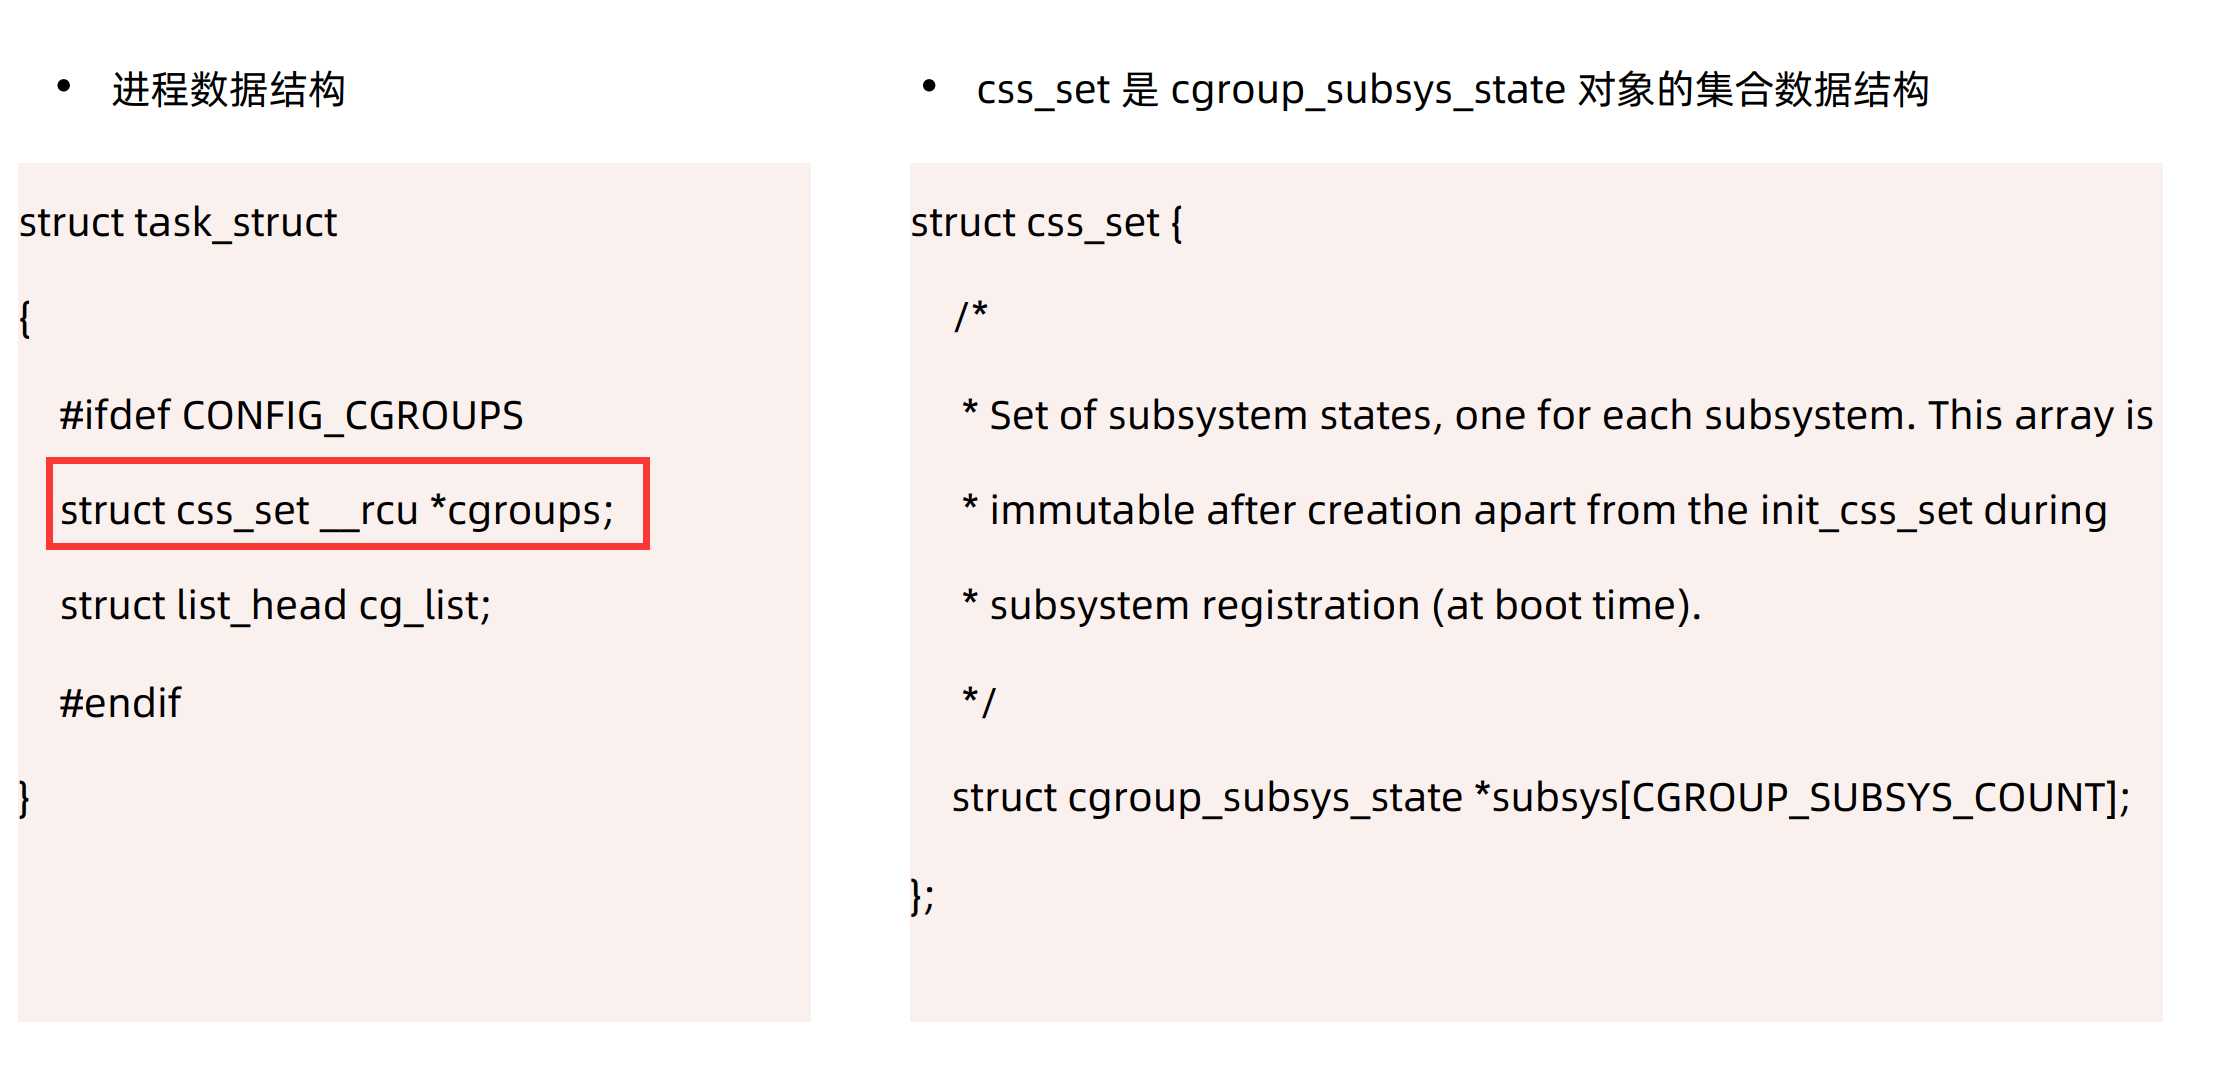 • 进程数据结构
struct task_struct
{
#ifdef CONFIG_CGROUPS
struct css_set __rcu *cgroups;
struct list_head cg_list;
#endif
}
• css_set 是 cgroup_subsys_state 对象的集合数据结构
struct css_set {
/*
* Set of subsystem states, one for each subsystem. This array is
* immutable after creation apart from the init_css_set during
* subsystem registration (at boot time).
*/
struct cgroup_subsys_state *subsys[CGROUP_SUBSYS_COUNT];
};